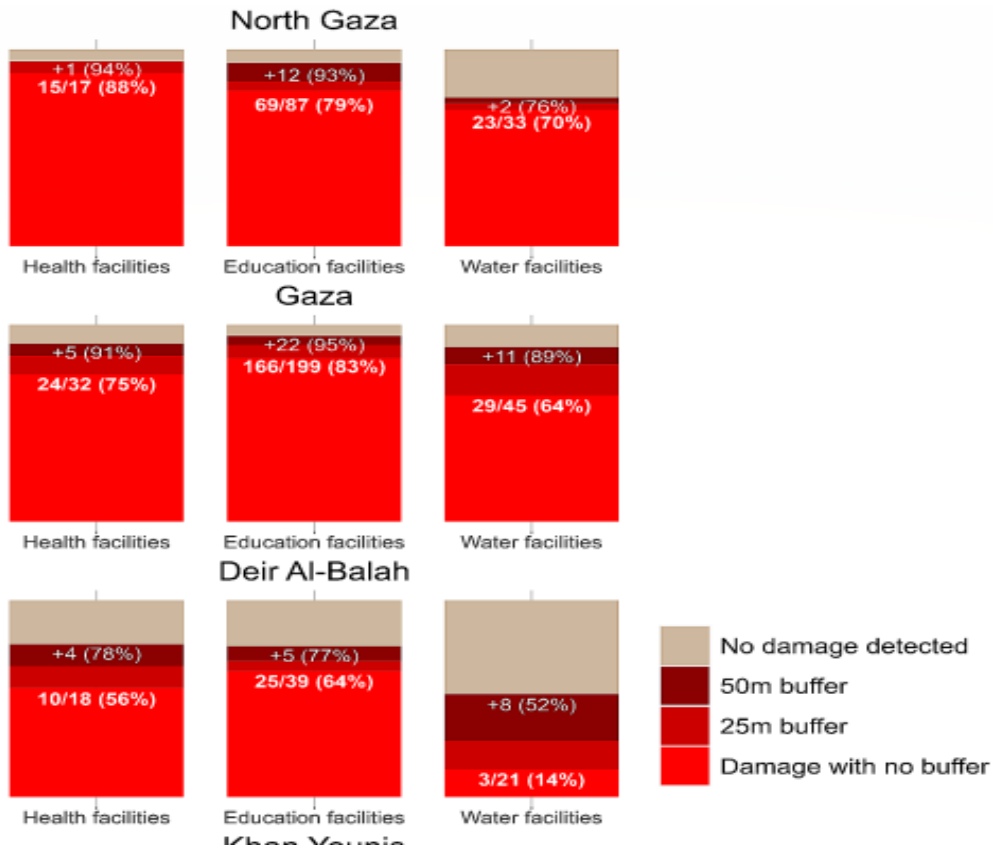 North Gaza
+1 (94%)
15/17 (88%)
+12 (93%)
69/87 (79%)
+2 (76%)
23/33 (70%)
Health facilities
Education facilities
Water facilities
Gaza
+5 (91%)
24/32 (75%)
+22 (95%)
166/199 (83%)
+11 (89%)
29/45 (64%)
Health facilities
Education facilities
Water facilities
Deir Al-Balah
+4 (78%)
10/18 (56%)
+5 (77%)
25/39 (64%)
+8 (52%)
3/21 (14%)
Health facilities
Education facilities
Water facilities
No damage detected
50m buffer
25m buffer
Damage with no buffer
Khan Younis